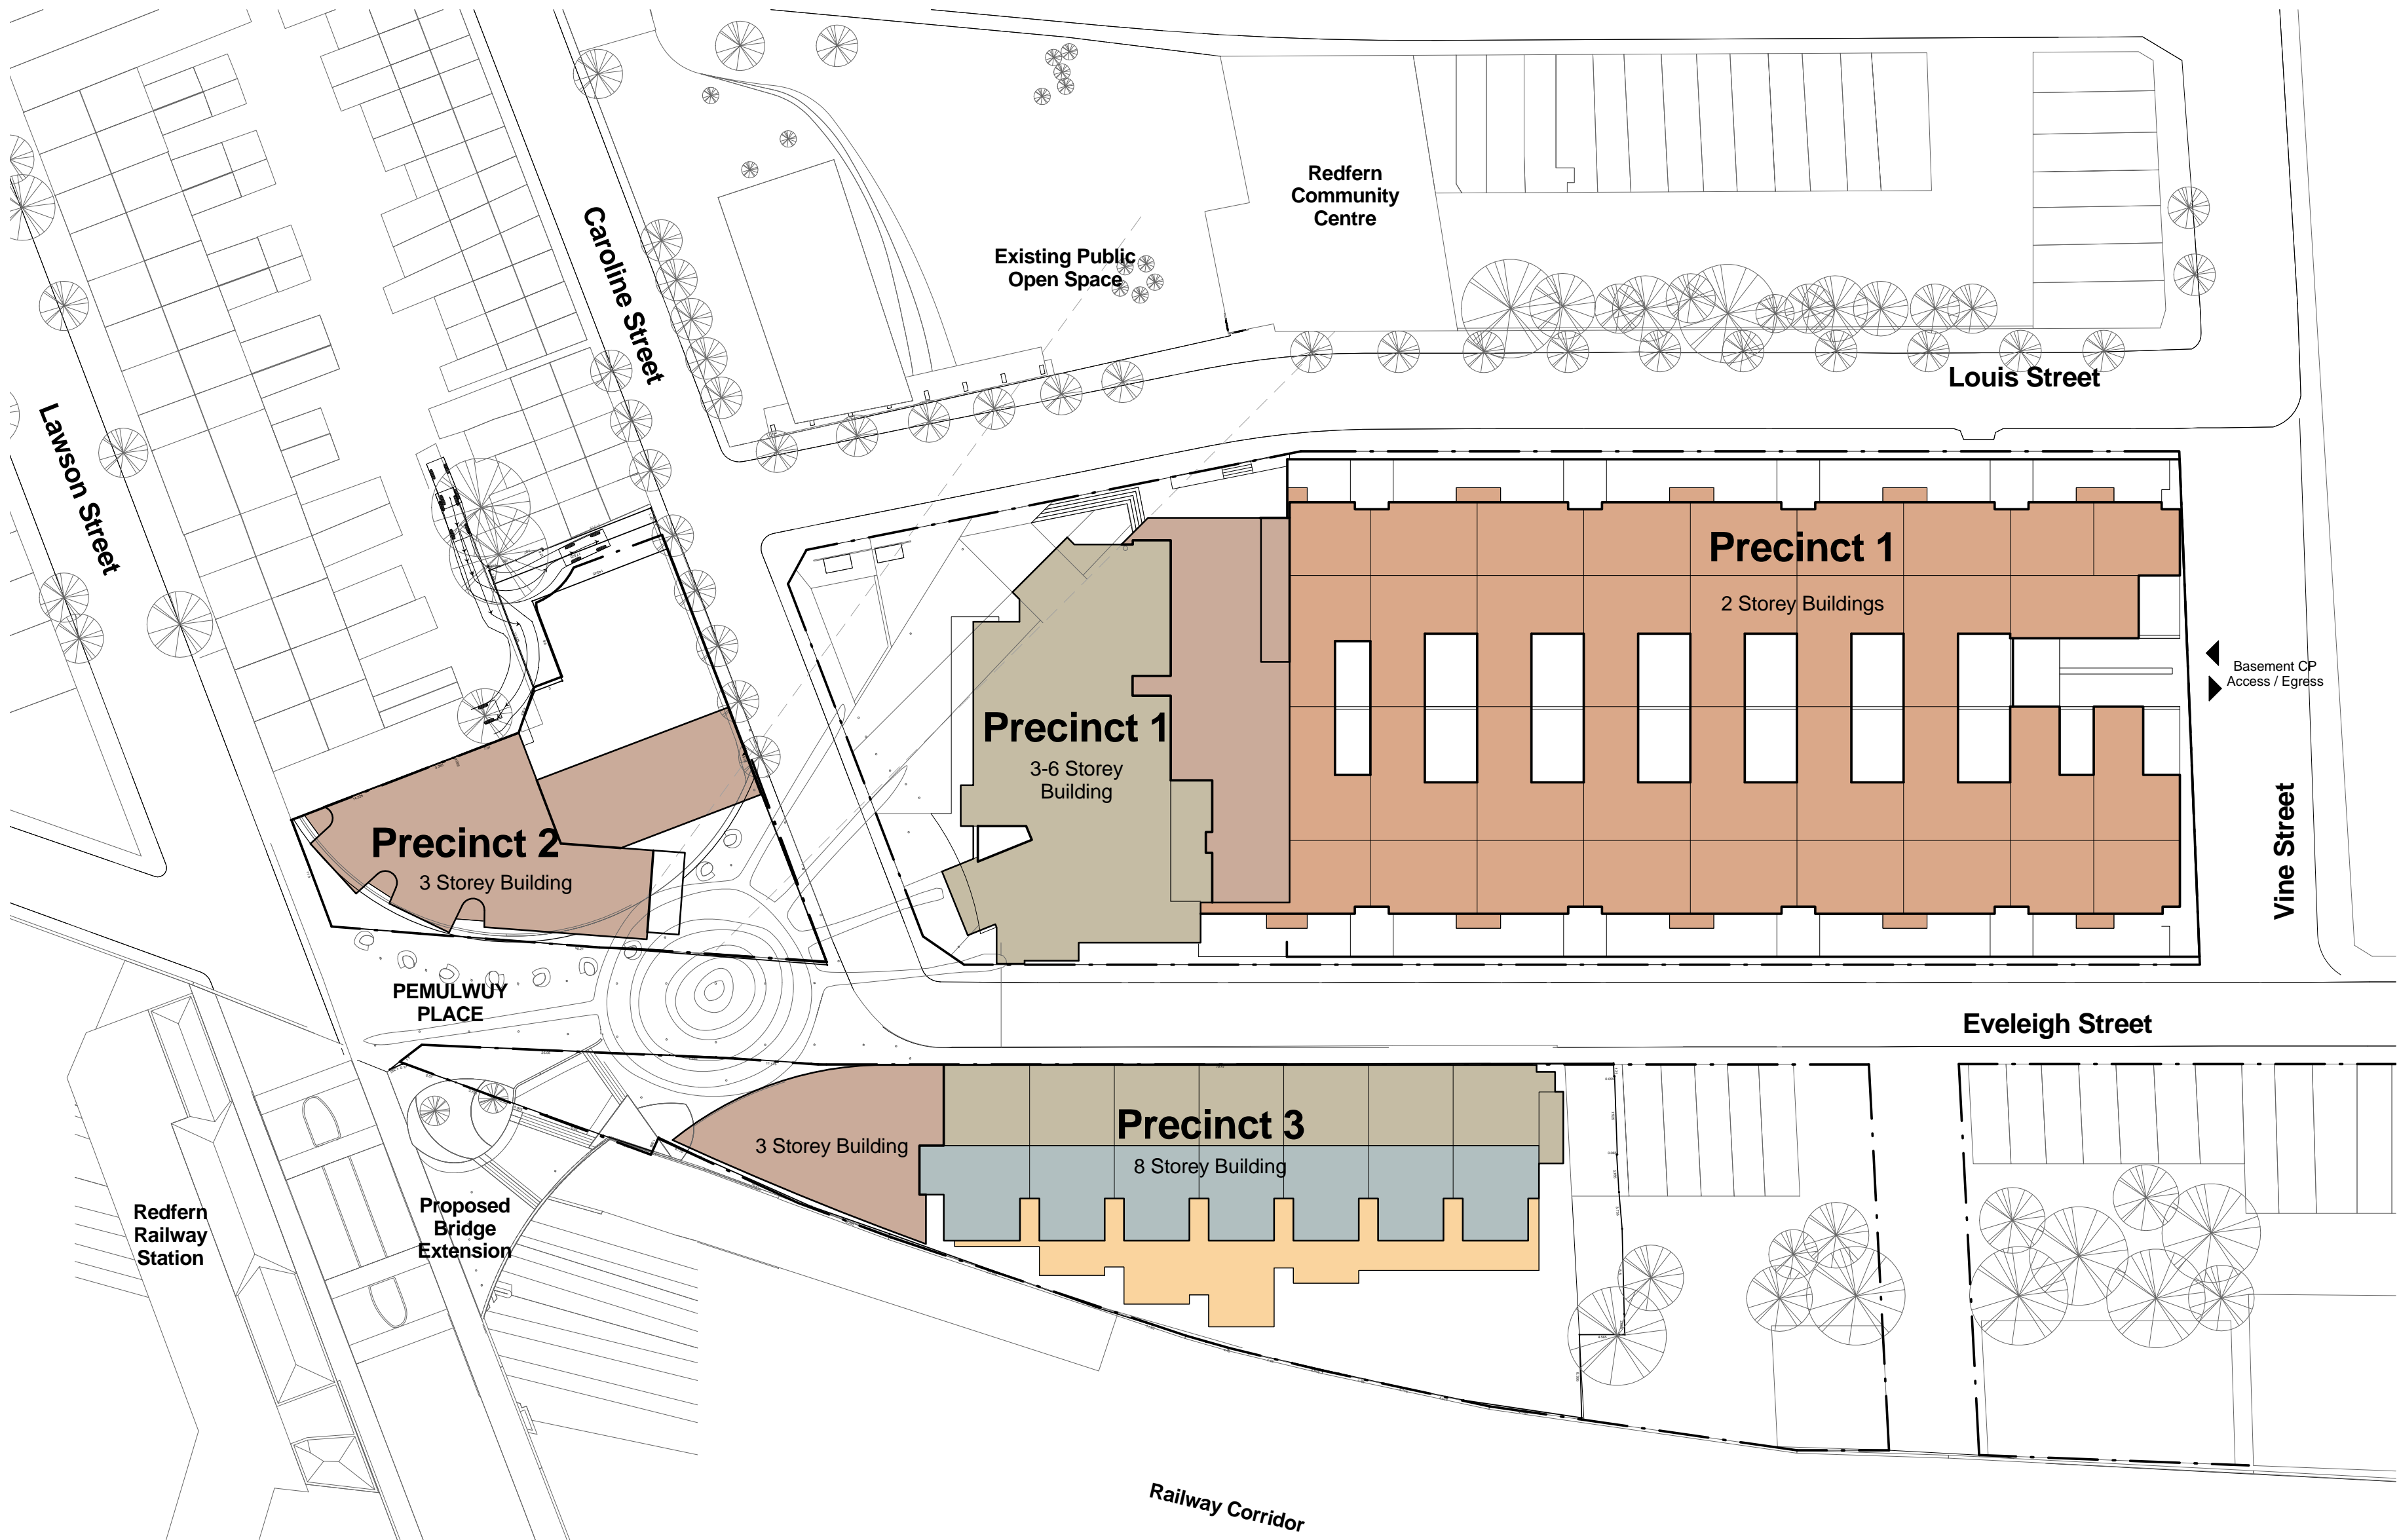 Redfern
Community
Centre
Existing Public
Open Space
Caroline Street
Louis Street
Lawson Street
Precinct 1
2 Storey Buildings
Basement CP
Access / Egress
Precinct 1
3-6 Storey
Building
Vine Street
Precinct 2
3 Storey Building
PEMULWUY
PLACE
Eveleigh Street
Precinct 3
3 Storey Building
8 Storey Building
Redfern
Railway
Station
Proposed
Bridge
Extension
Railway Corridor